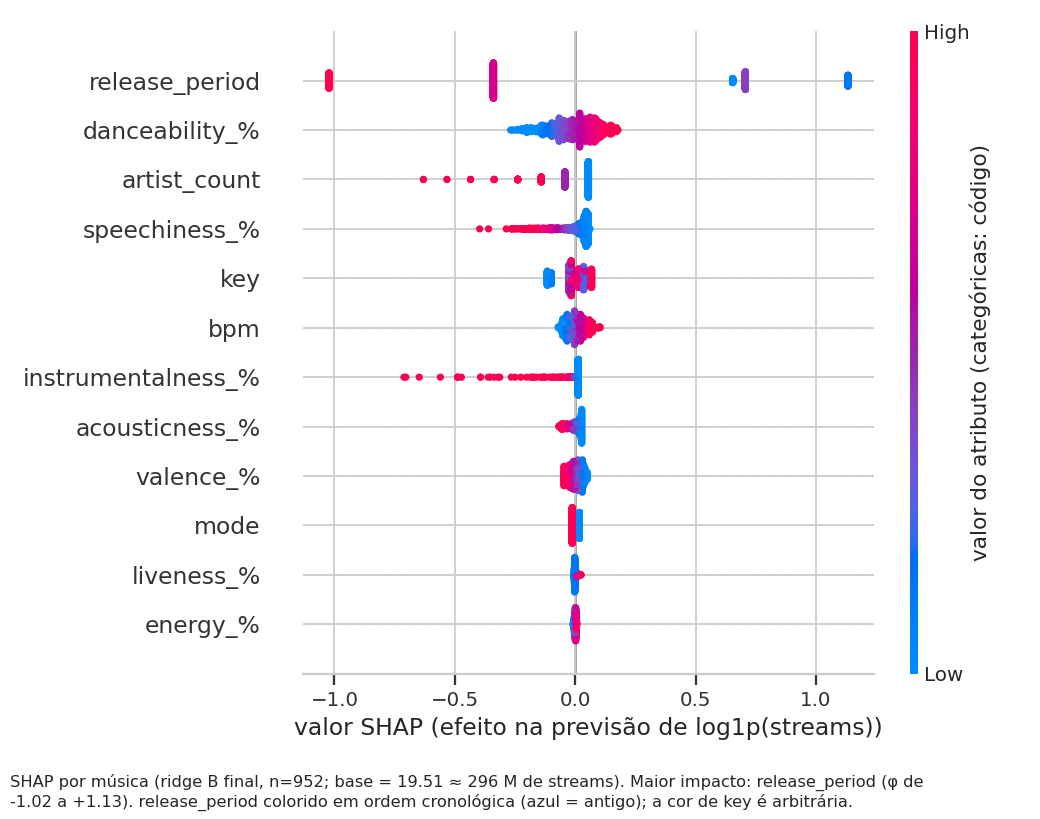 High
release_period
danceability_%
artist_count
speechiness_%
key
bpm
instrumentalness_%
acousticness_%
valence_%
mode
liveness_%
energy_%
valor do atributo (categóricas: código)
Low
−1.0 −0.5 0.0 0.5 1.0
valor SHAP (efeito na previsão de log1p(streams))
SHAP por música (ridge B final, n=952; base = 19.51 ≈ 296 M de streams). Maior impacto: release_period (φ de
-1.02 a +1.13). release_period colorido em ordem cronológica (azul = antigo); a cor de key é arbitrária.